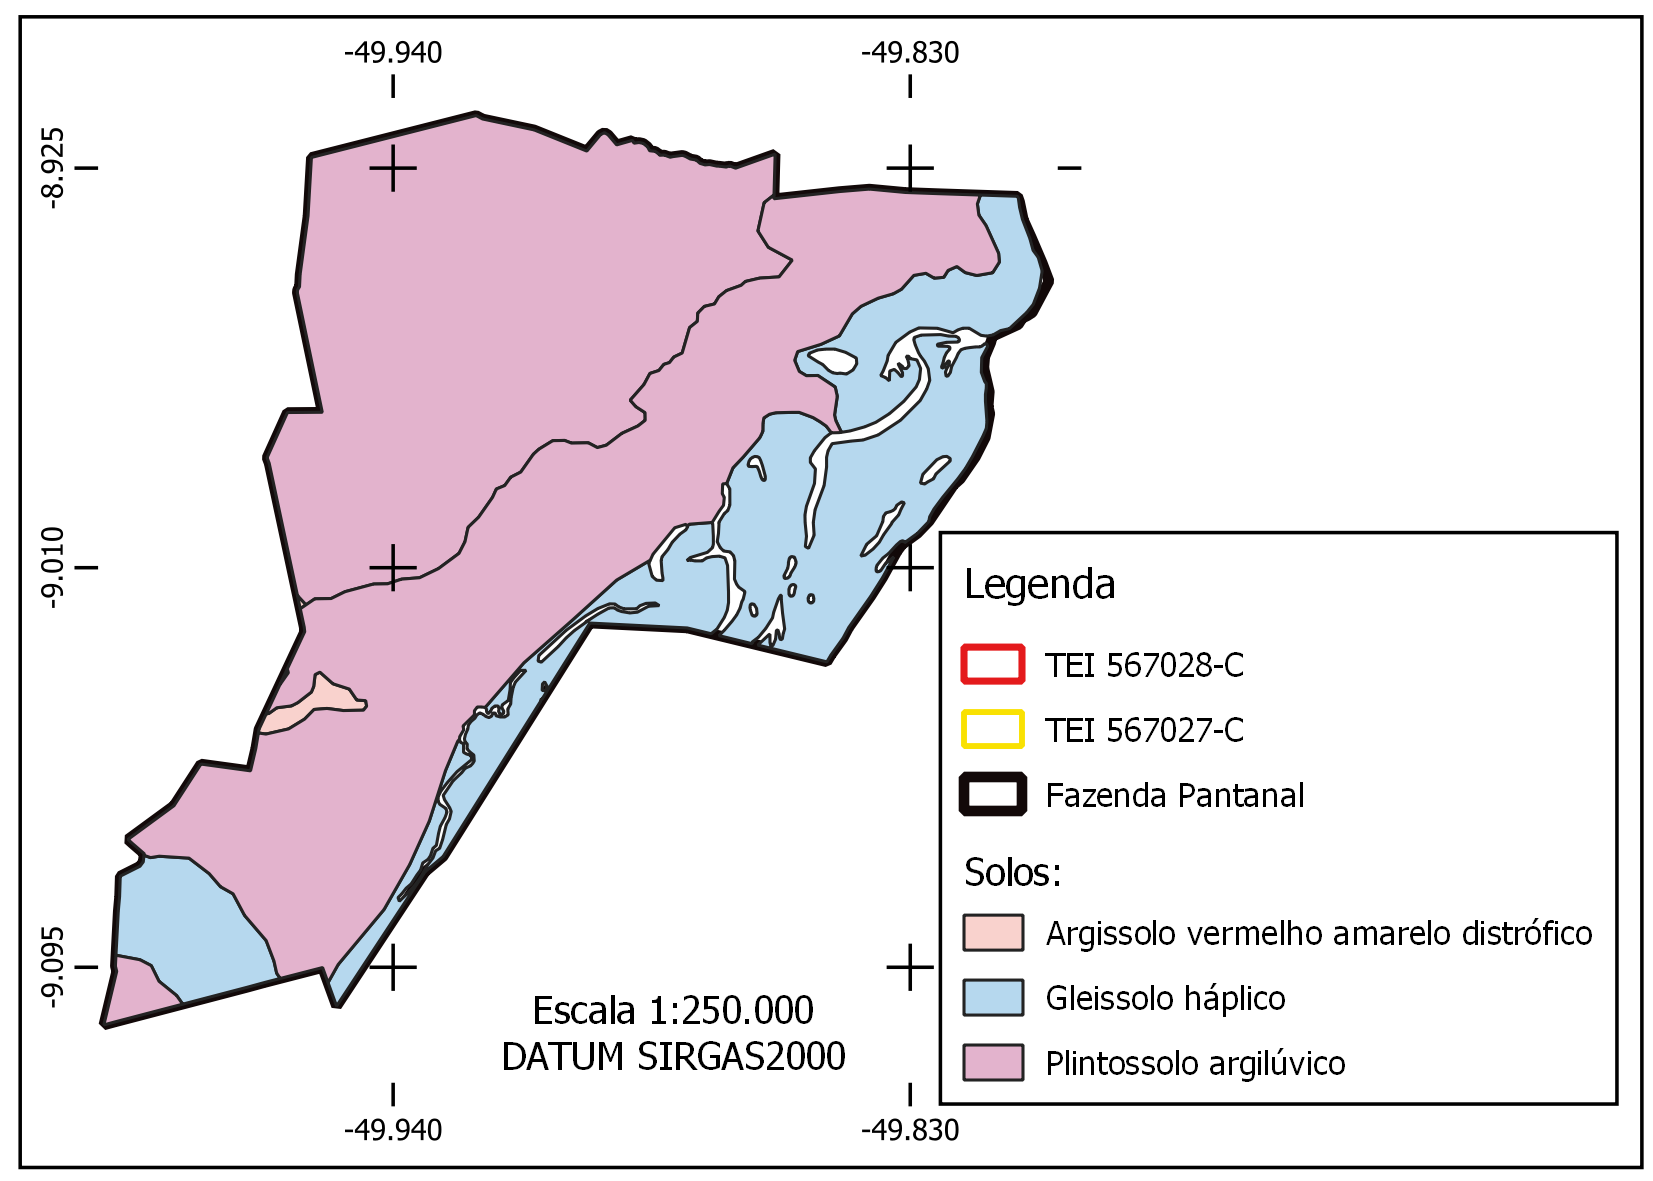 -49.940
-49.830
-8.925
-9.010
-9.095
Legenda
TEI 567028-C
TEI 567027-C
Fazenda Pantanal
Solos:
Argissolo vermelho amarelo distrófico
Gleissolo háplico
Plintossolo argilúvico
Escala 1:250.000
DATUM SIRGAS2000
-49.940
-49.830